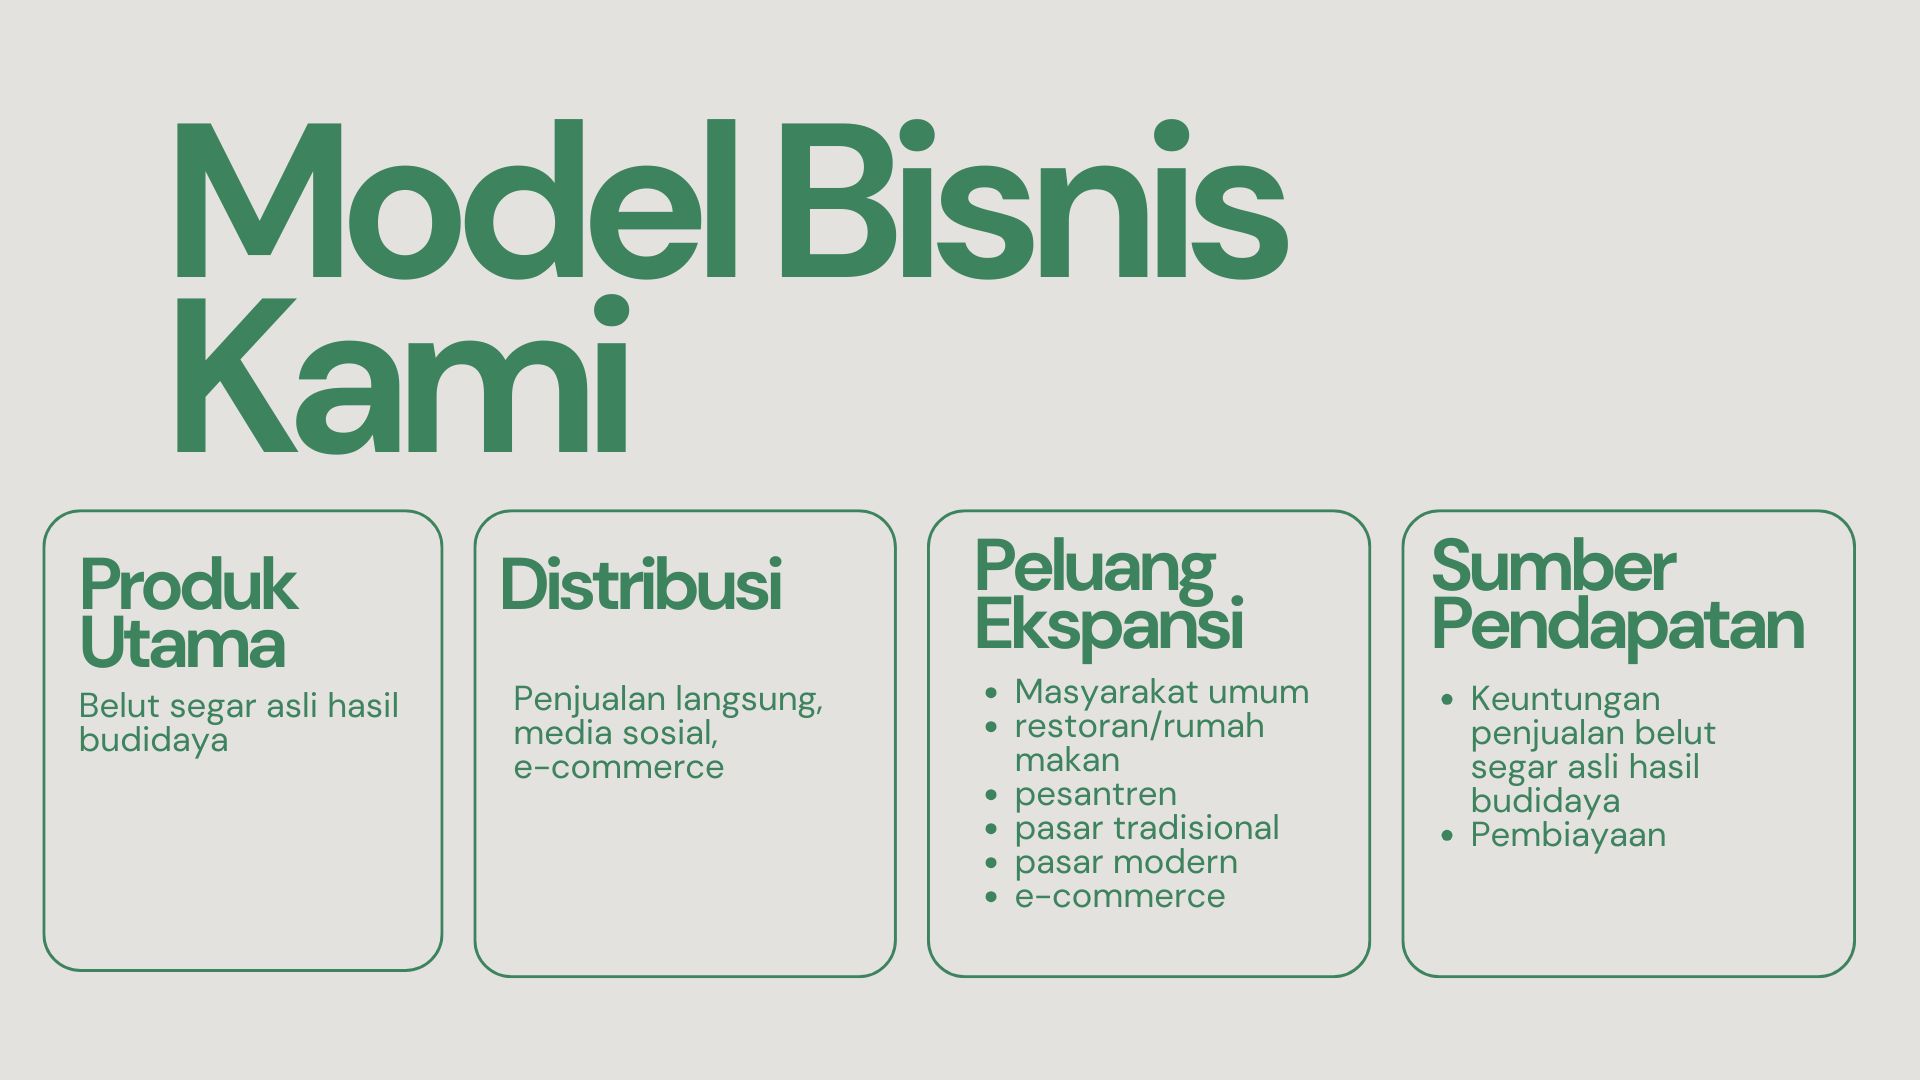 Model Bisnis
Kami
Produk
Utama
Belut segar asli hasil
budidaya
Distribusi
Penjualan langsung,
media sosial,
e-commerce
Peluang
Ekspansi
• Masyarakat umum
• restoran/rumah
makan
• pesantren
• pasar tradisional
• pasar modern
• e-commerce
Sumber
Pendapatan
• Keuntungan
penjualan belut
segar asli hasil
budidaya
• Pembiayaan